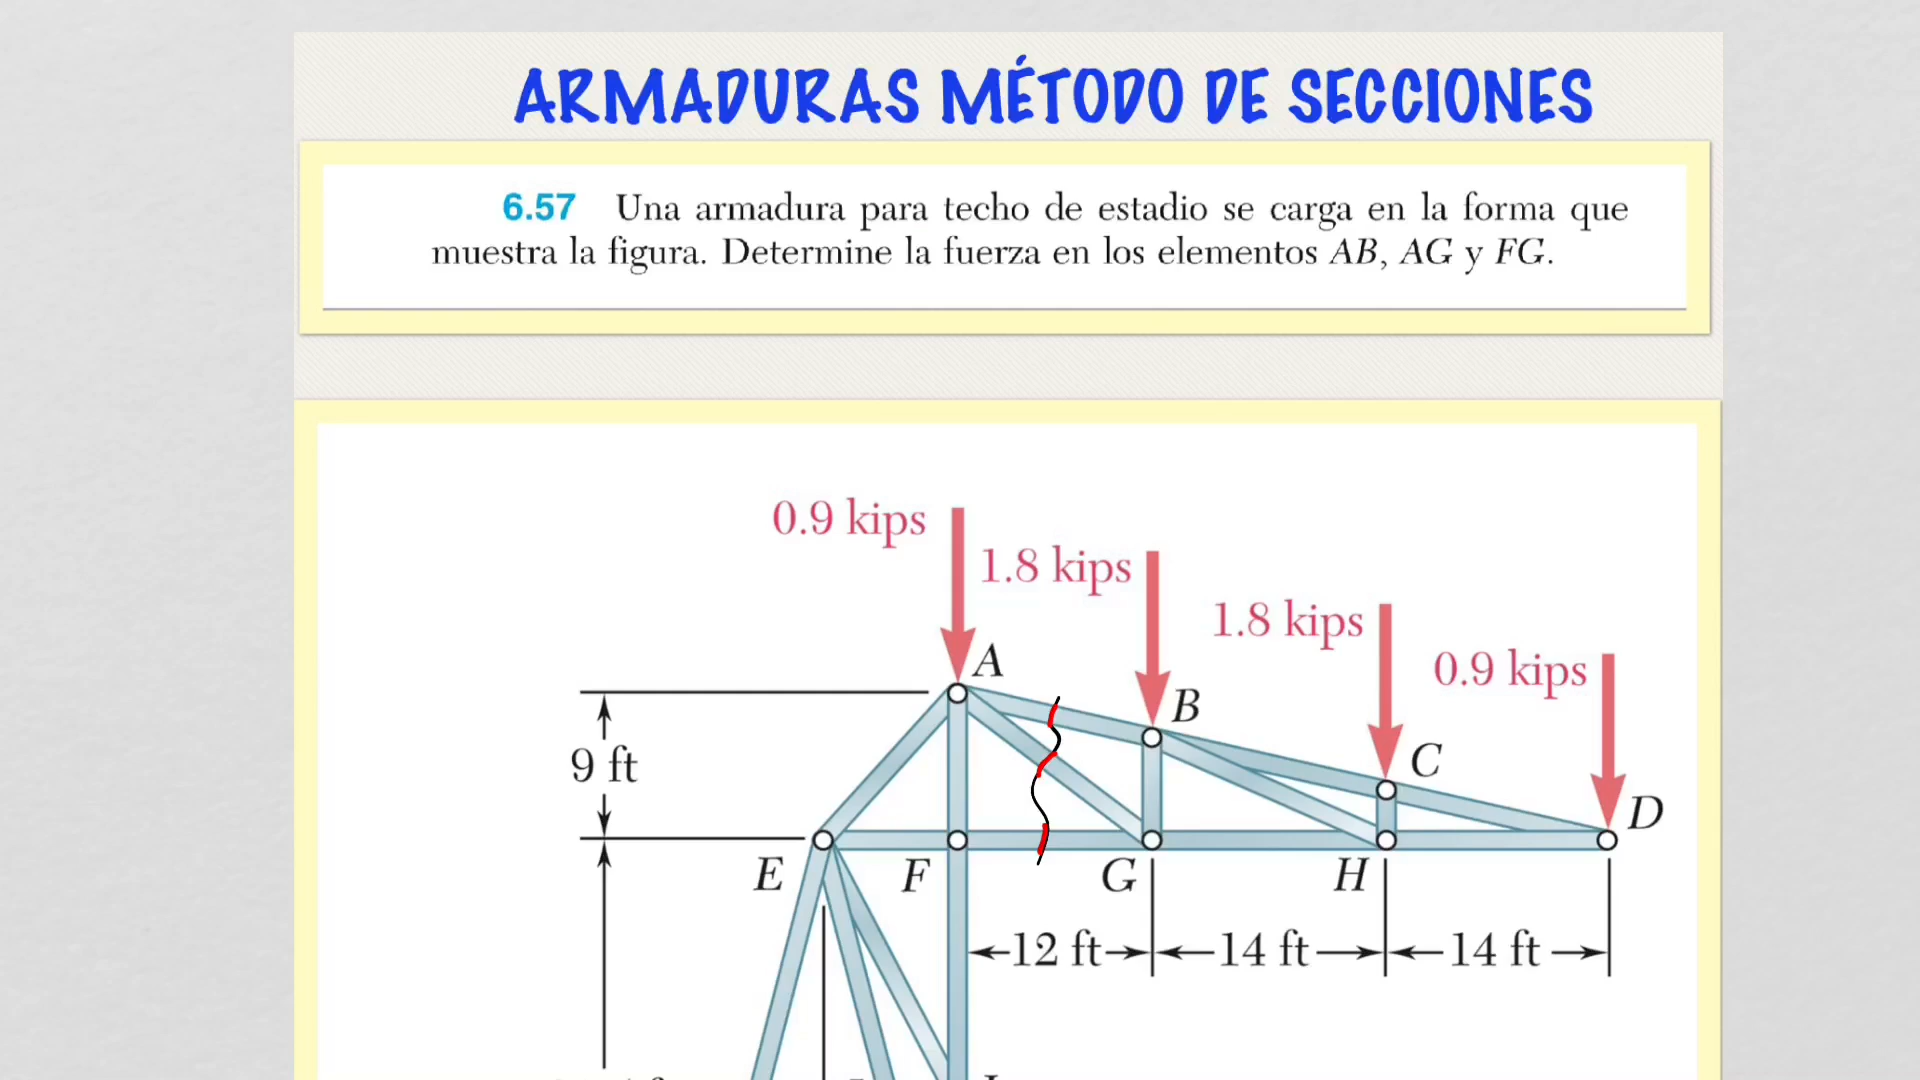 ARMADURAS MÉTODO DE SECCIONES
6.57 Una armadura para techo de estadio se carga en la forma que
muestra la figura. Determine la fuerza en los elementos AB, AG y FG.
0.9 kips
1.8 kips
1.8 kips
0.9 kips
A
B
9 ft
C
D
E
F
G
H
12 ft
14 ft
14 ft